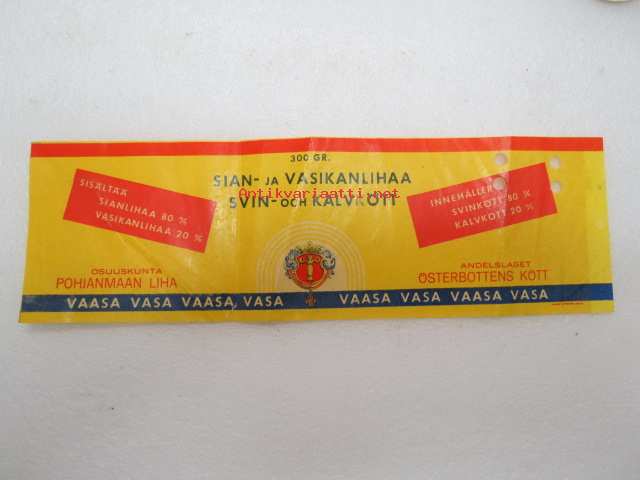 300 GR.
SIAN- JA VASIKANLIHAA
SVIN- OCH KALVKÖTT
Antikvariaatti.net
SISÄLTÄÄ
SIANLIHAA 80 %
VASIKANLIHAA 20 %
INNEHÅLLER
SVINKÖTT 80 %
KALVKÖTT 20 %
OSUUSKUNTA
POHJANMAAN LIHA
ANDELSLAGET
ÖSTERBOTTENS KÖTT
VAASA VASA VAASA VASA VAASA VASA VAASA VASA